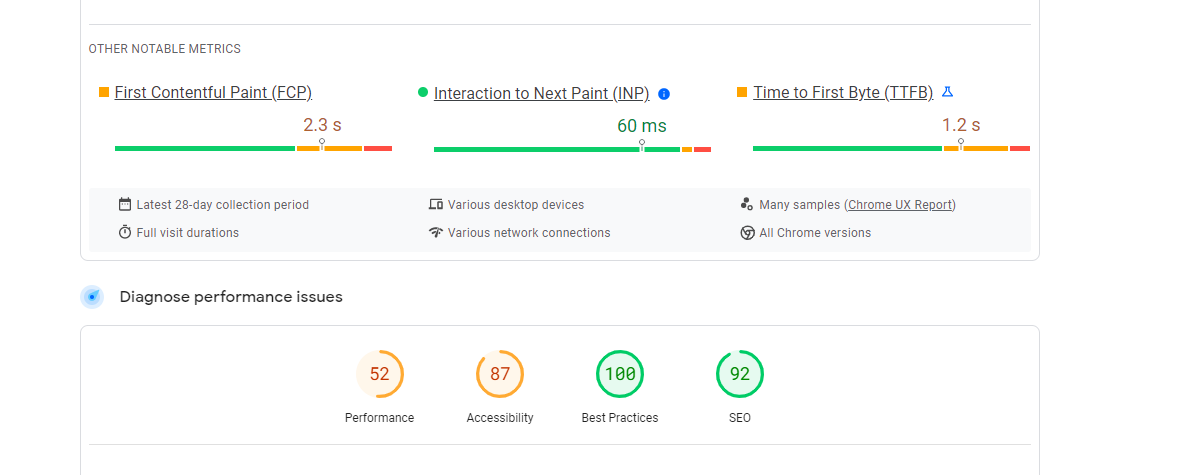 OTHER NOTABLE METRICS
First Contentful Paint (FCP)
2.3 s
Interaction to Next Paint (INP)
60 ms
Time to First Byte (TTFB)
1.2 s
Latest 28-day collection period
Various desktop devices
Many samples (Chrome UX Report)
Full visit durations
Various network connections
All Chrome versions
Diagnose performance issues
52
Performance
87
Accessibility
100
Best Practices
92
SEO